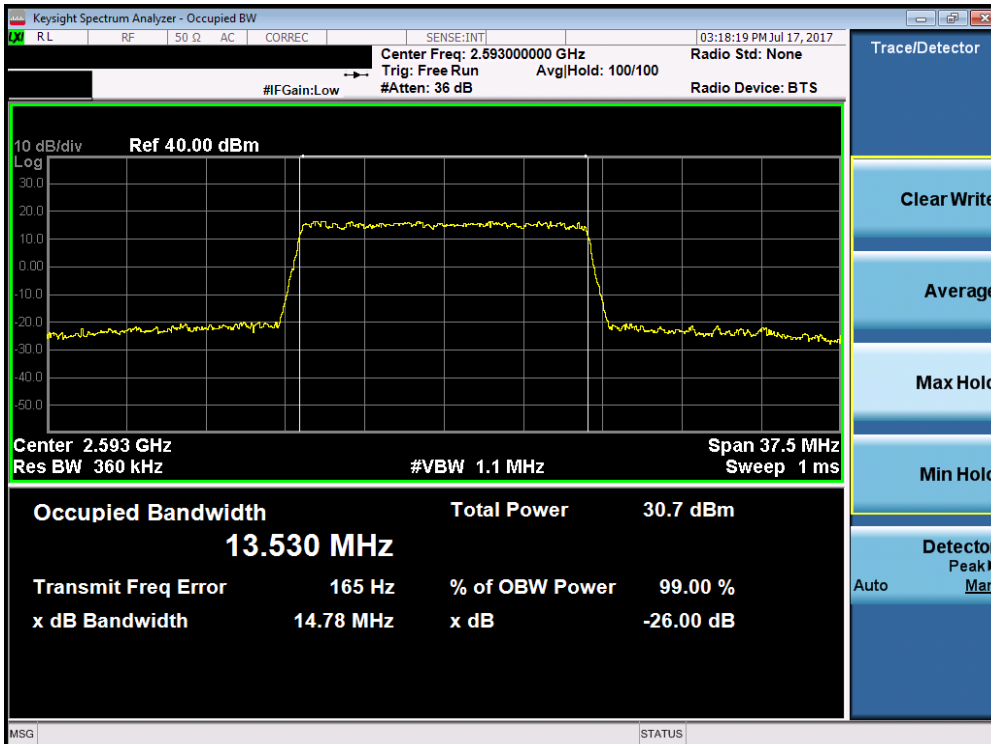 Keysight Spectrum Analyzer - Occupied BW
LXI RL RF 50 Ω AC CORREC SENSE:INT 03:18:19 PM Jul 17, 2017
Center Freq: 2.593000000 GHz Radio Std: None
Trig: Free Run Avg|Hold: 100/100
#IFGain:Low #Atten: 36 dB Radio Device: BTS
Trace/Detector
10 dB/div Ref 40.00 dBm
Log
30.0
20.0
10.0
0.00
-10.0
-20.0
-30.0
-40.0
-50.0
Center 2.593 GHz Span 37.5 MHz
Res BW 360 kHz #VBW 1.1 MHz Sweep 1 ms
Occupied Bandwidth Total Power 30.7 dBm
13.530 MHz
Transmit Freq Error 165 Hz % of OBW Power 99.00 %
x dB Bandwidth 14.78 MHz x dB -26.00 dB
Clear Write
Average
Max Hold
Min Hold
Detector
Peak
Auto Man
MSG STATUS